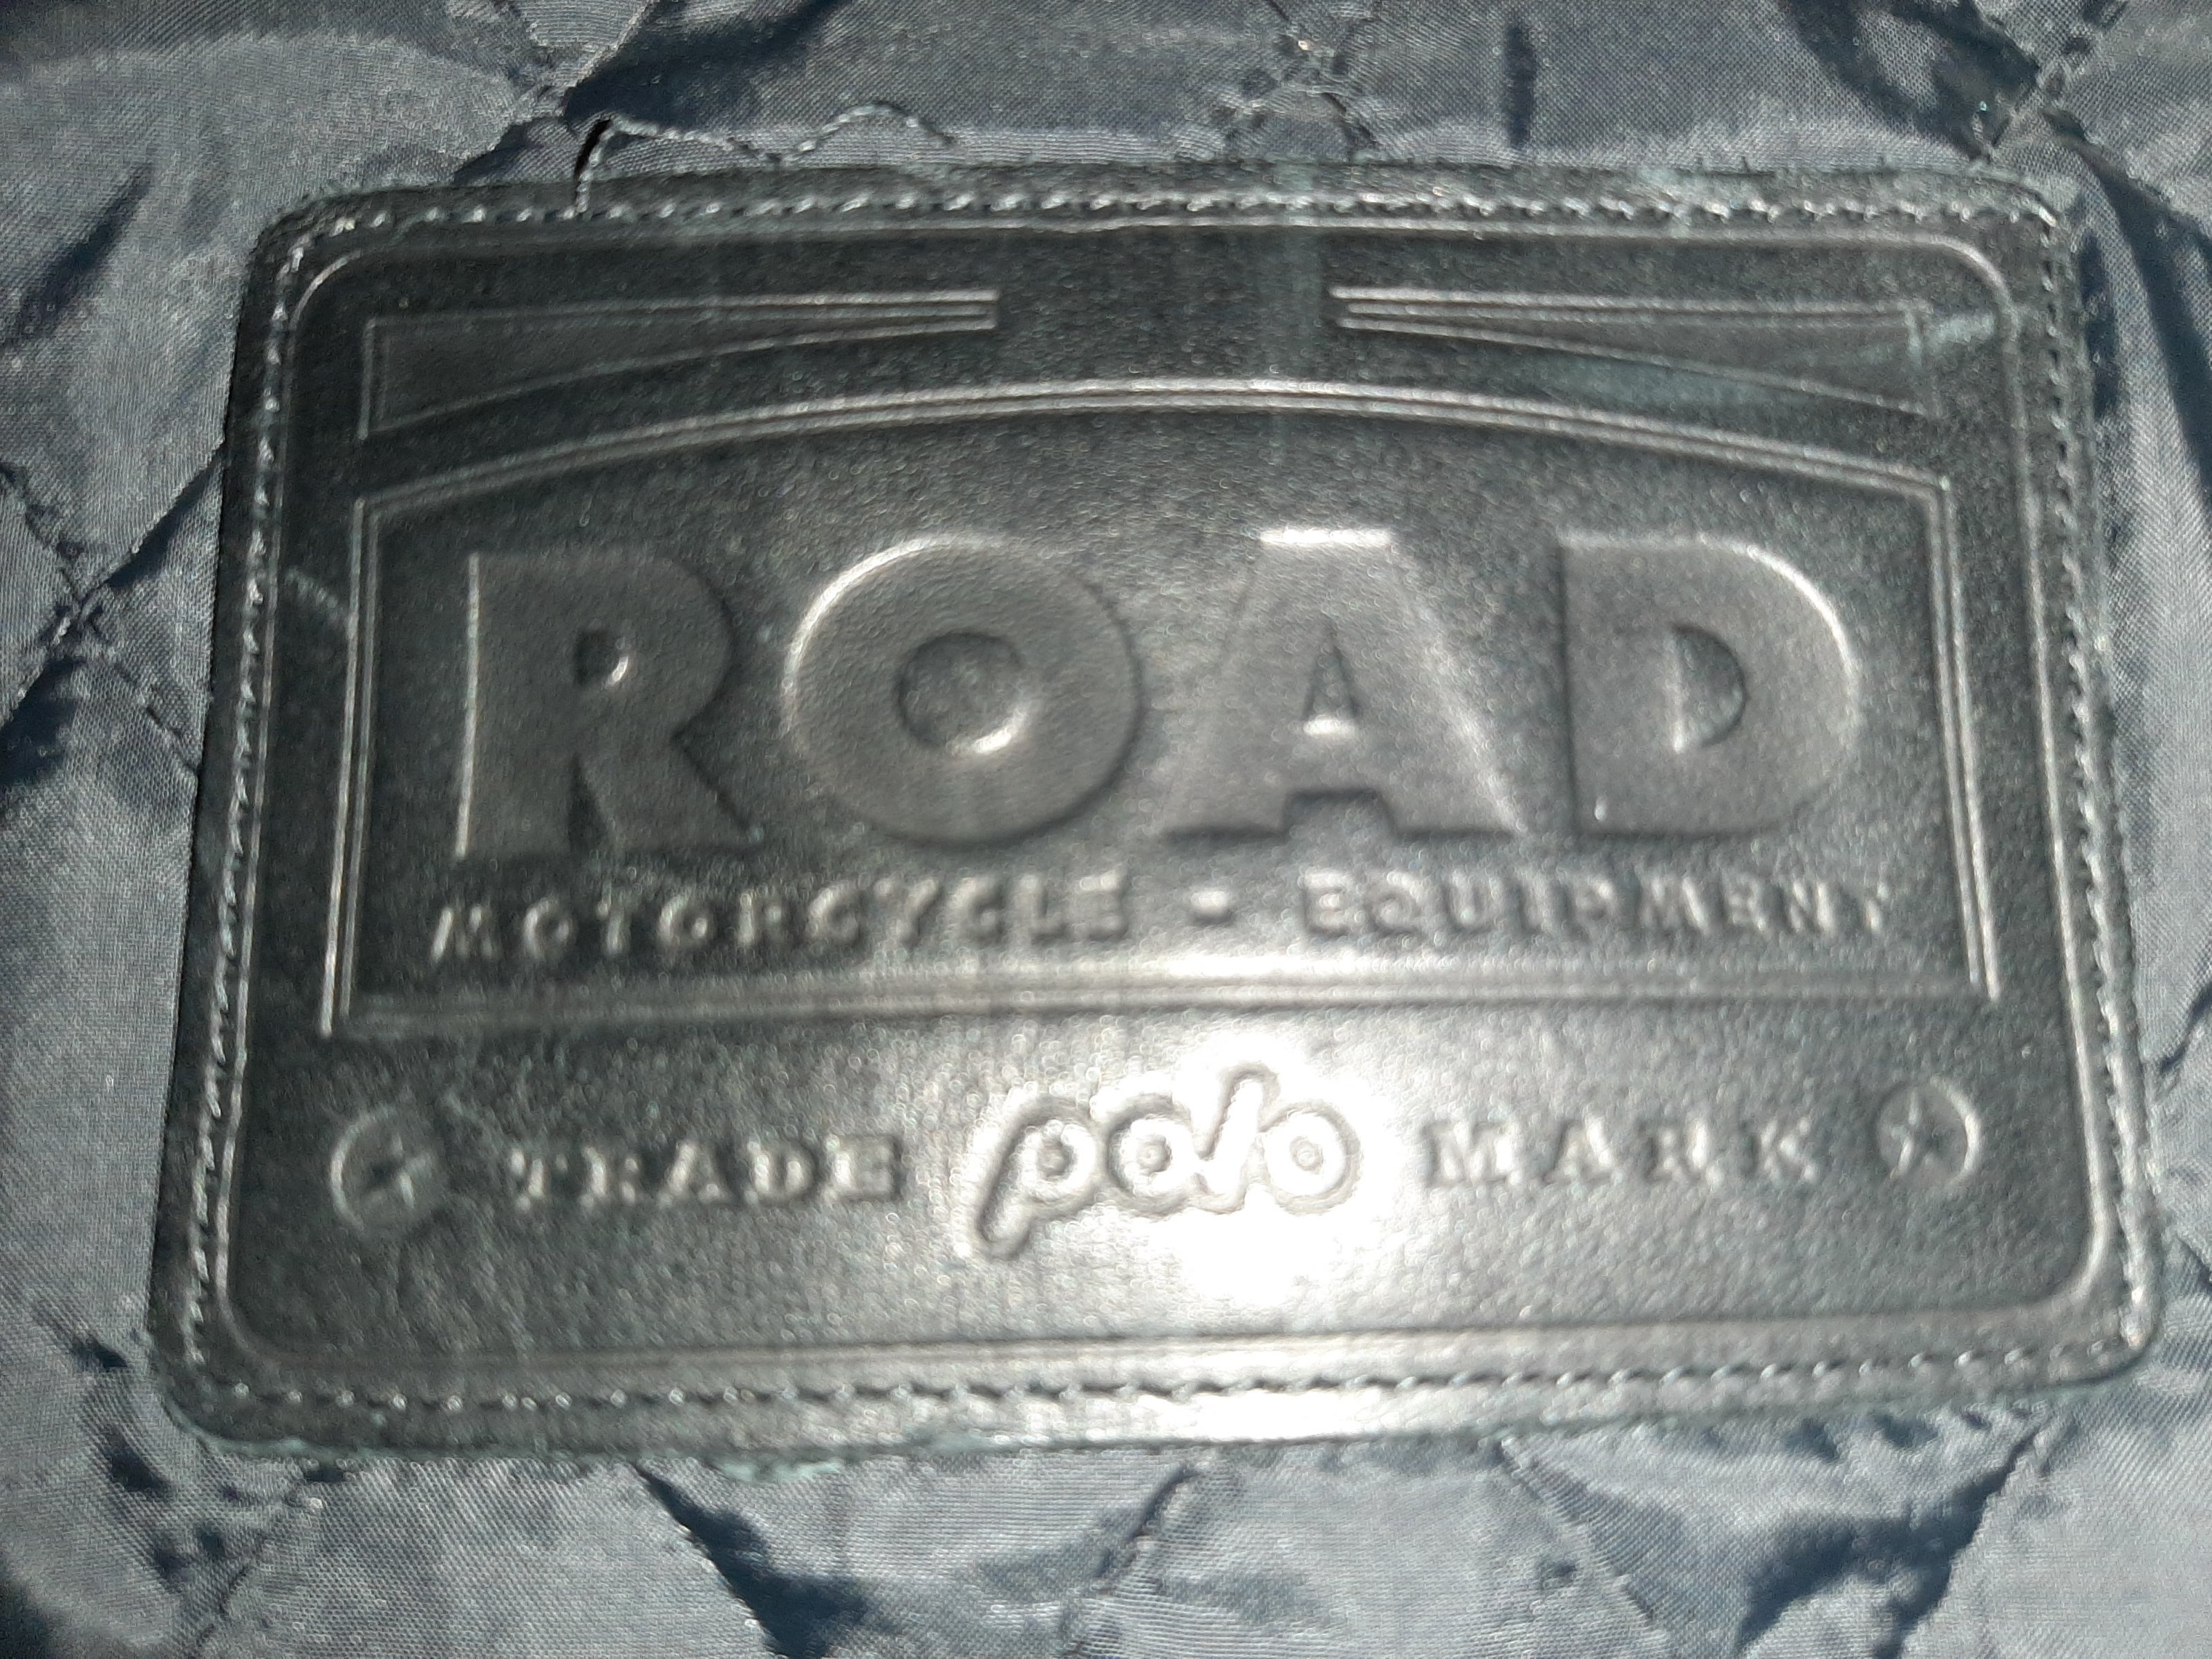 ROAD
MOTORCYCLE - EQUIPMENT
TRADE polo MARK